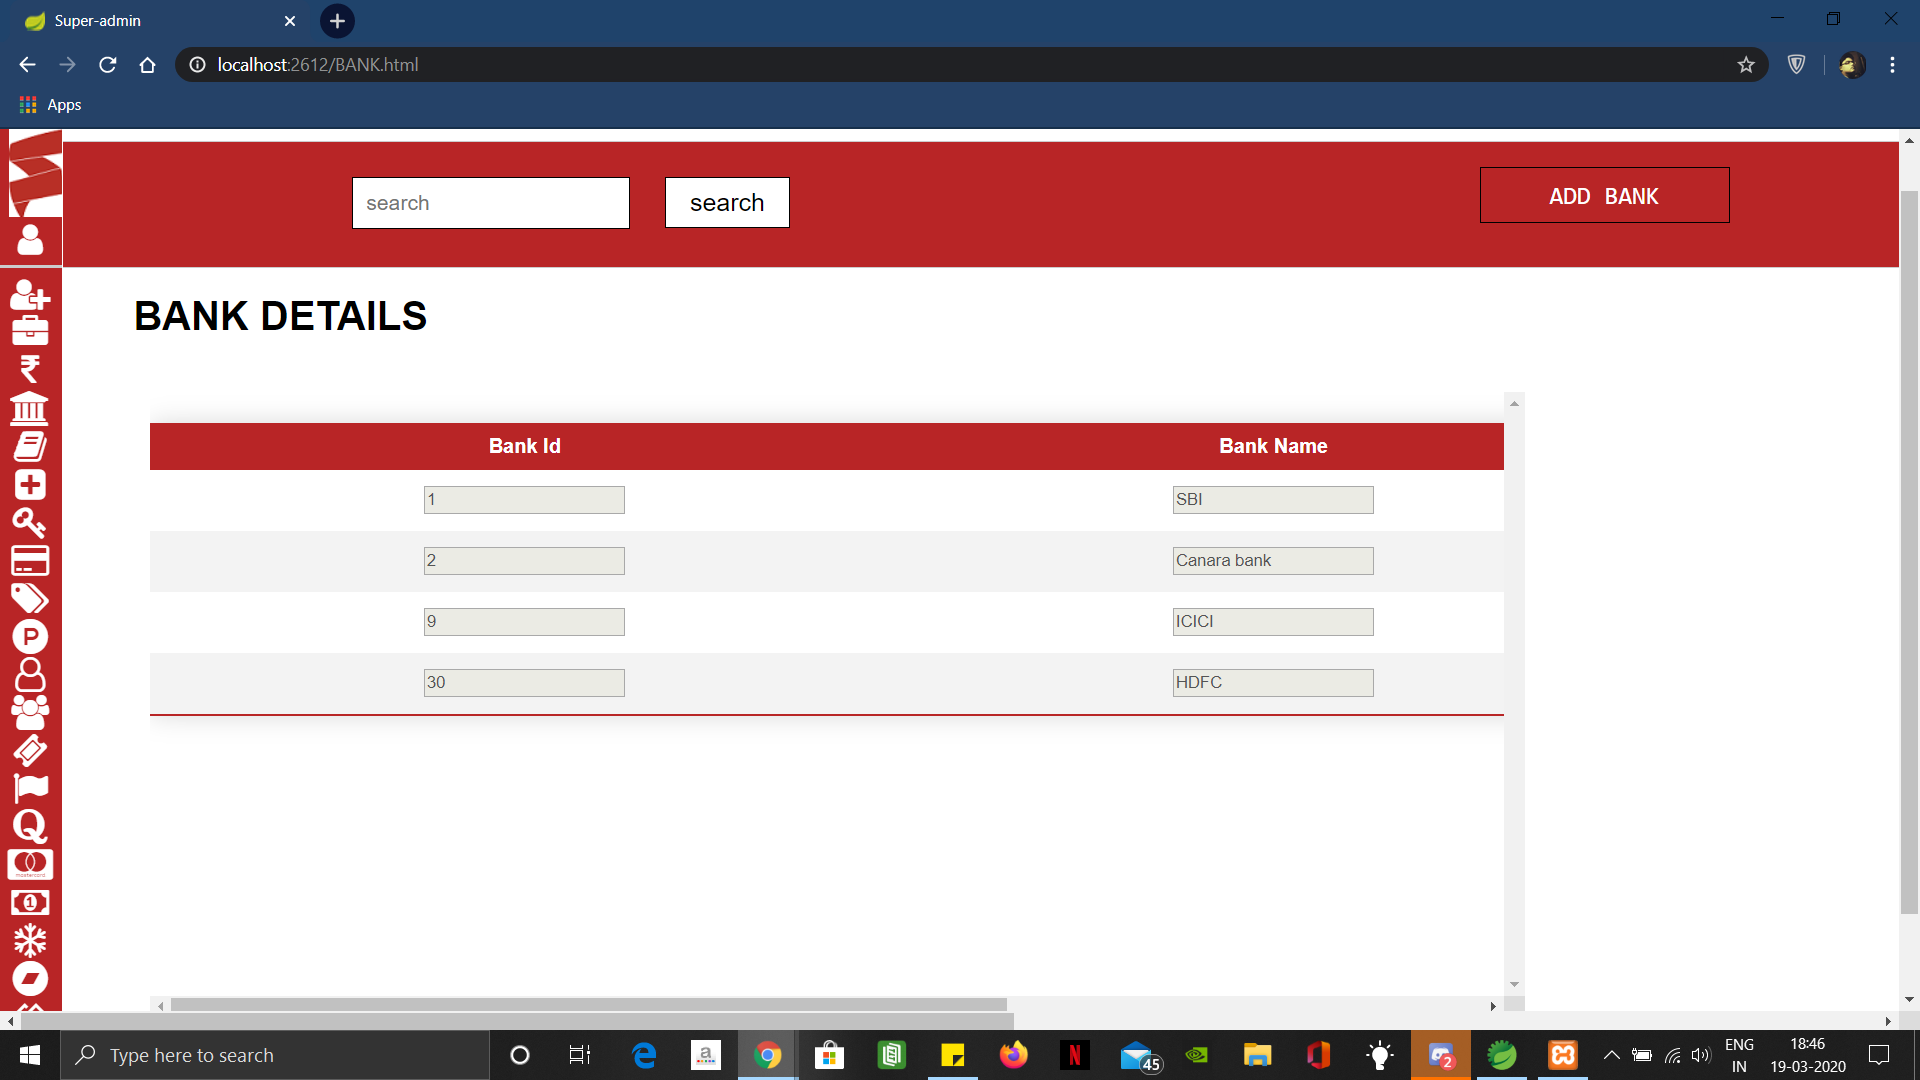 Super-admin
localhost:2612/BANK.html
Apps
search
search
ADD BANK
BANK DETAILS
Bank Id
Bank Name
1
SBI
2
Canara bank
9
ICICI
30
HDFC
P
Q
mastercard
1
Type here to search
a
N
45
2
ENG
IN
18:46
19-03-2020